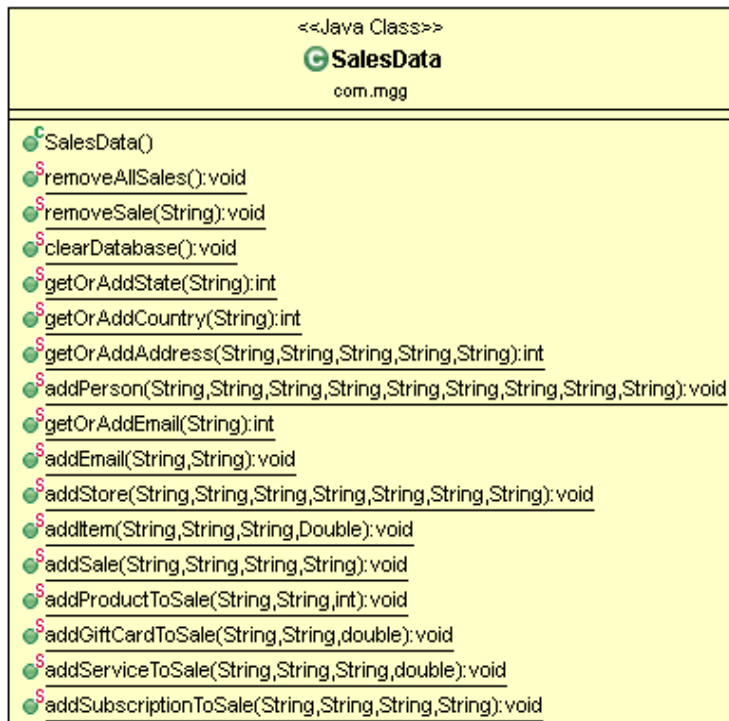 <<Java Class>>
C SalesData
com.mgg
C SalesData()
S removeAllSales():void
S removeSale(String):void
S clearDatabase():void
S getOrAddState(String):int
S getOrAddCountry(String):int
S getOrAddAddress(String,String,String,String,String):int
S addPerson(String,String,String,String,String,String,String,String,String):void
S getOrAddEmail(String):int
S addEmail(String,String):void
S addStore(String,String,String,String,String,String,String):void
S addItem(String,String,String,Double):void
S addSale(String,String,String,String):void
S addProductToSale(String,String,int):void
S addGiftCardToSale(String,String,double):void
S addServiceToSale(String,String,String,double):void
S addSubscriptionToSale(String,String,String,String):void